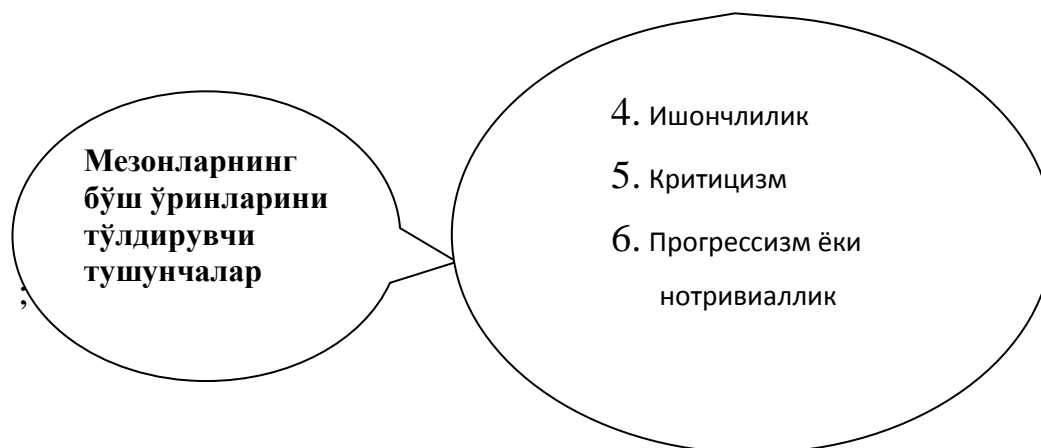 Мезонларнинг
бўш ўринларини
тўлдирувчи
тушунчалар
;
4. Ишончлилик
5. Критицизм
6. Прогрессизм ёки
нотривиаллик